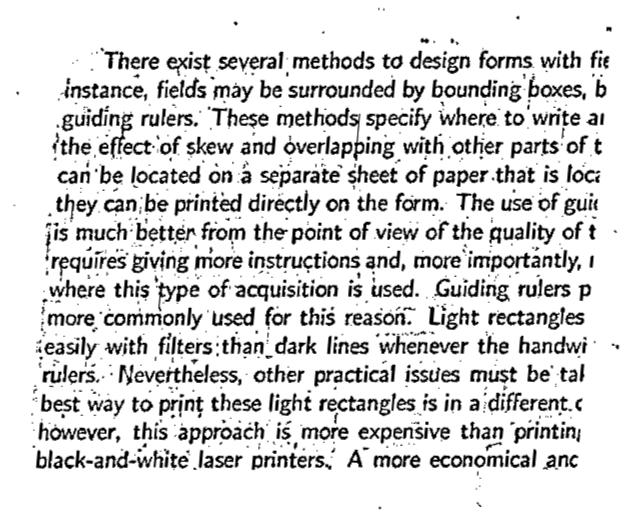 There exist several methods to design forms with
instance, fields may be surrounded by bounding boxes, b
guiding rulers. These methods specify where to write
the effect of skew and overlapping with other parts of t
can be located on a separate sheet of paper that is
they can be printed directly on the form. The use of
is much better from the point of view of the quality of t
requires giving more instructions and, more importantly,
where this type of acquisition is used. Guiding rulers p
more commonly used for this reason. Light rectangles
easily with filters than dark lines whenever the handwi
rulers. Nevertheless, other practical issues must be tal
best way to print these light rectangles is in a different c
however, this approach is more expensive than printin
black-and-white laser printers. A more economical